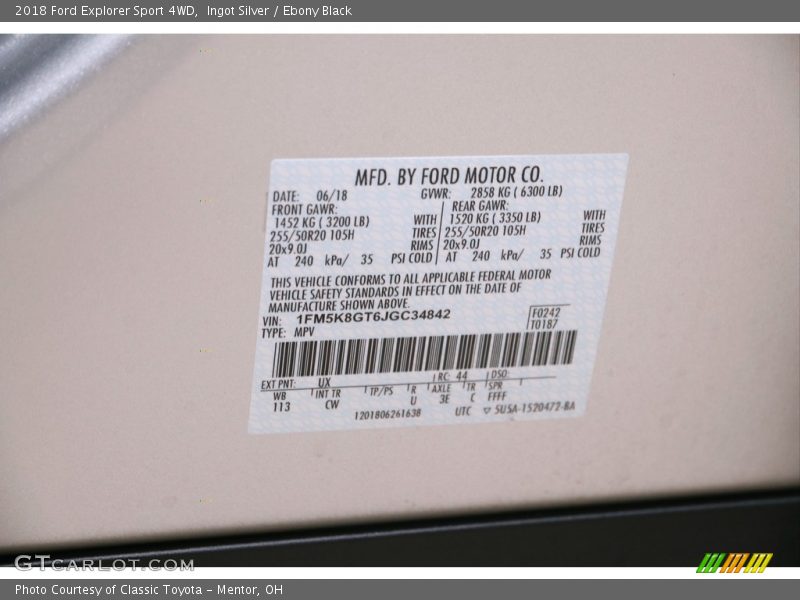 2018 Ford Explorer Sport 4WD, Ingot Silver / Ebony Black
MFD. BY FORD MOTOR CO.
DATE: 06/18 GVWR: 2858 KG ( 6300 LB)
FRONT GAWR: REAR GAWR:
1452 KG ( 3200 LB) WITH 1520 KG ( 3350 LB) WITH
255/50R20 105H TIRES 255/50R20 105H TIRES
20x9.0J RIMS 20x9.0J RIMS
AT 240 kPa/ 35 PSI COLD AT 240 kPa/ 35 PSI COLD
THIS VEHICLE CONFORMS TO ALL APPLICABLE FEDERAL MOTOR
VEHICLE SAFETY STANDARDS IN EFFECT ON THE DATE OF
MANUFACTURE SHOWN ABOVE.
VIN: 1FM5K8GT6JGC34842 F0242
TYPE: MPV T0187
EXT PNT: UX RC: 44 DSO:
WB INT TR TP/PS R AXLE TR SPR
113 CW U 3E C FFFF
1201806261638 UTC ▽ 5USA-1520472-BA
GTCARLOT.COM
Photo Courtesy of Classic Toyota - Mentor, OH